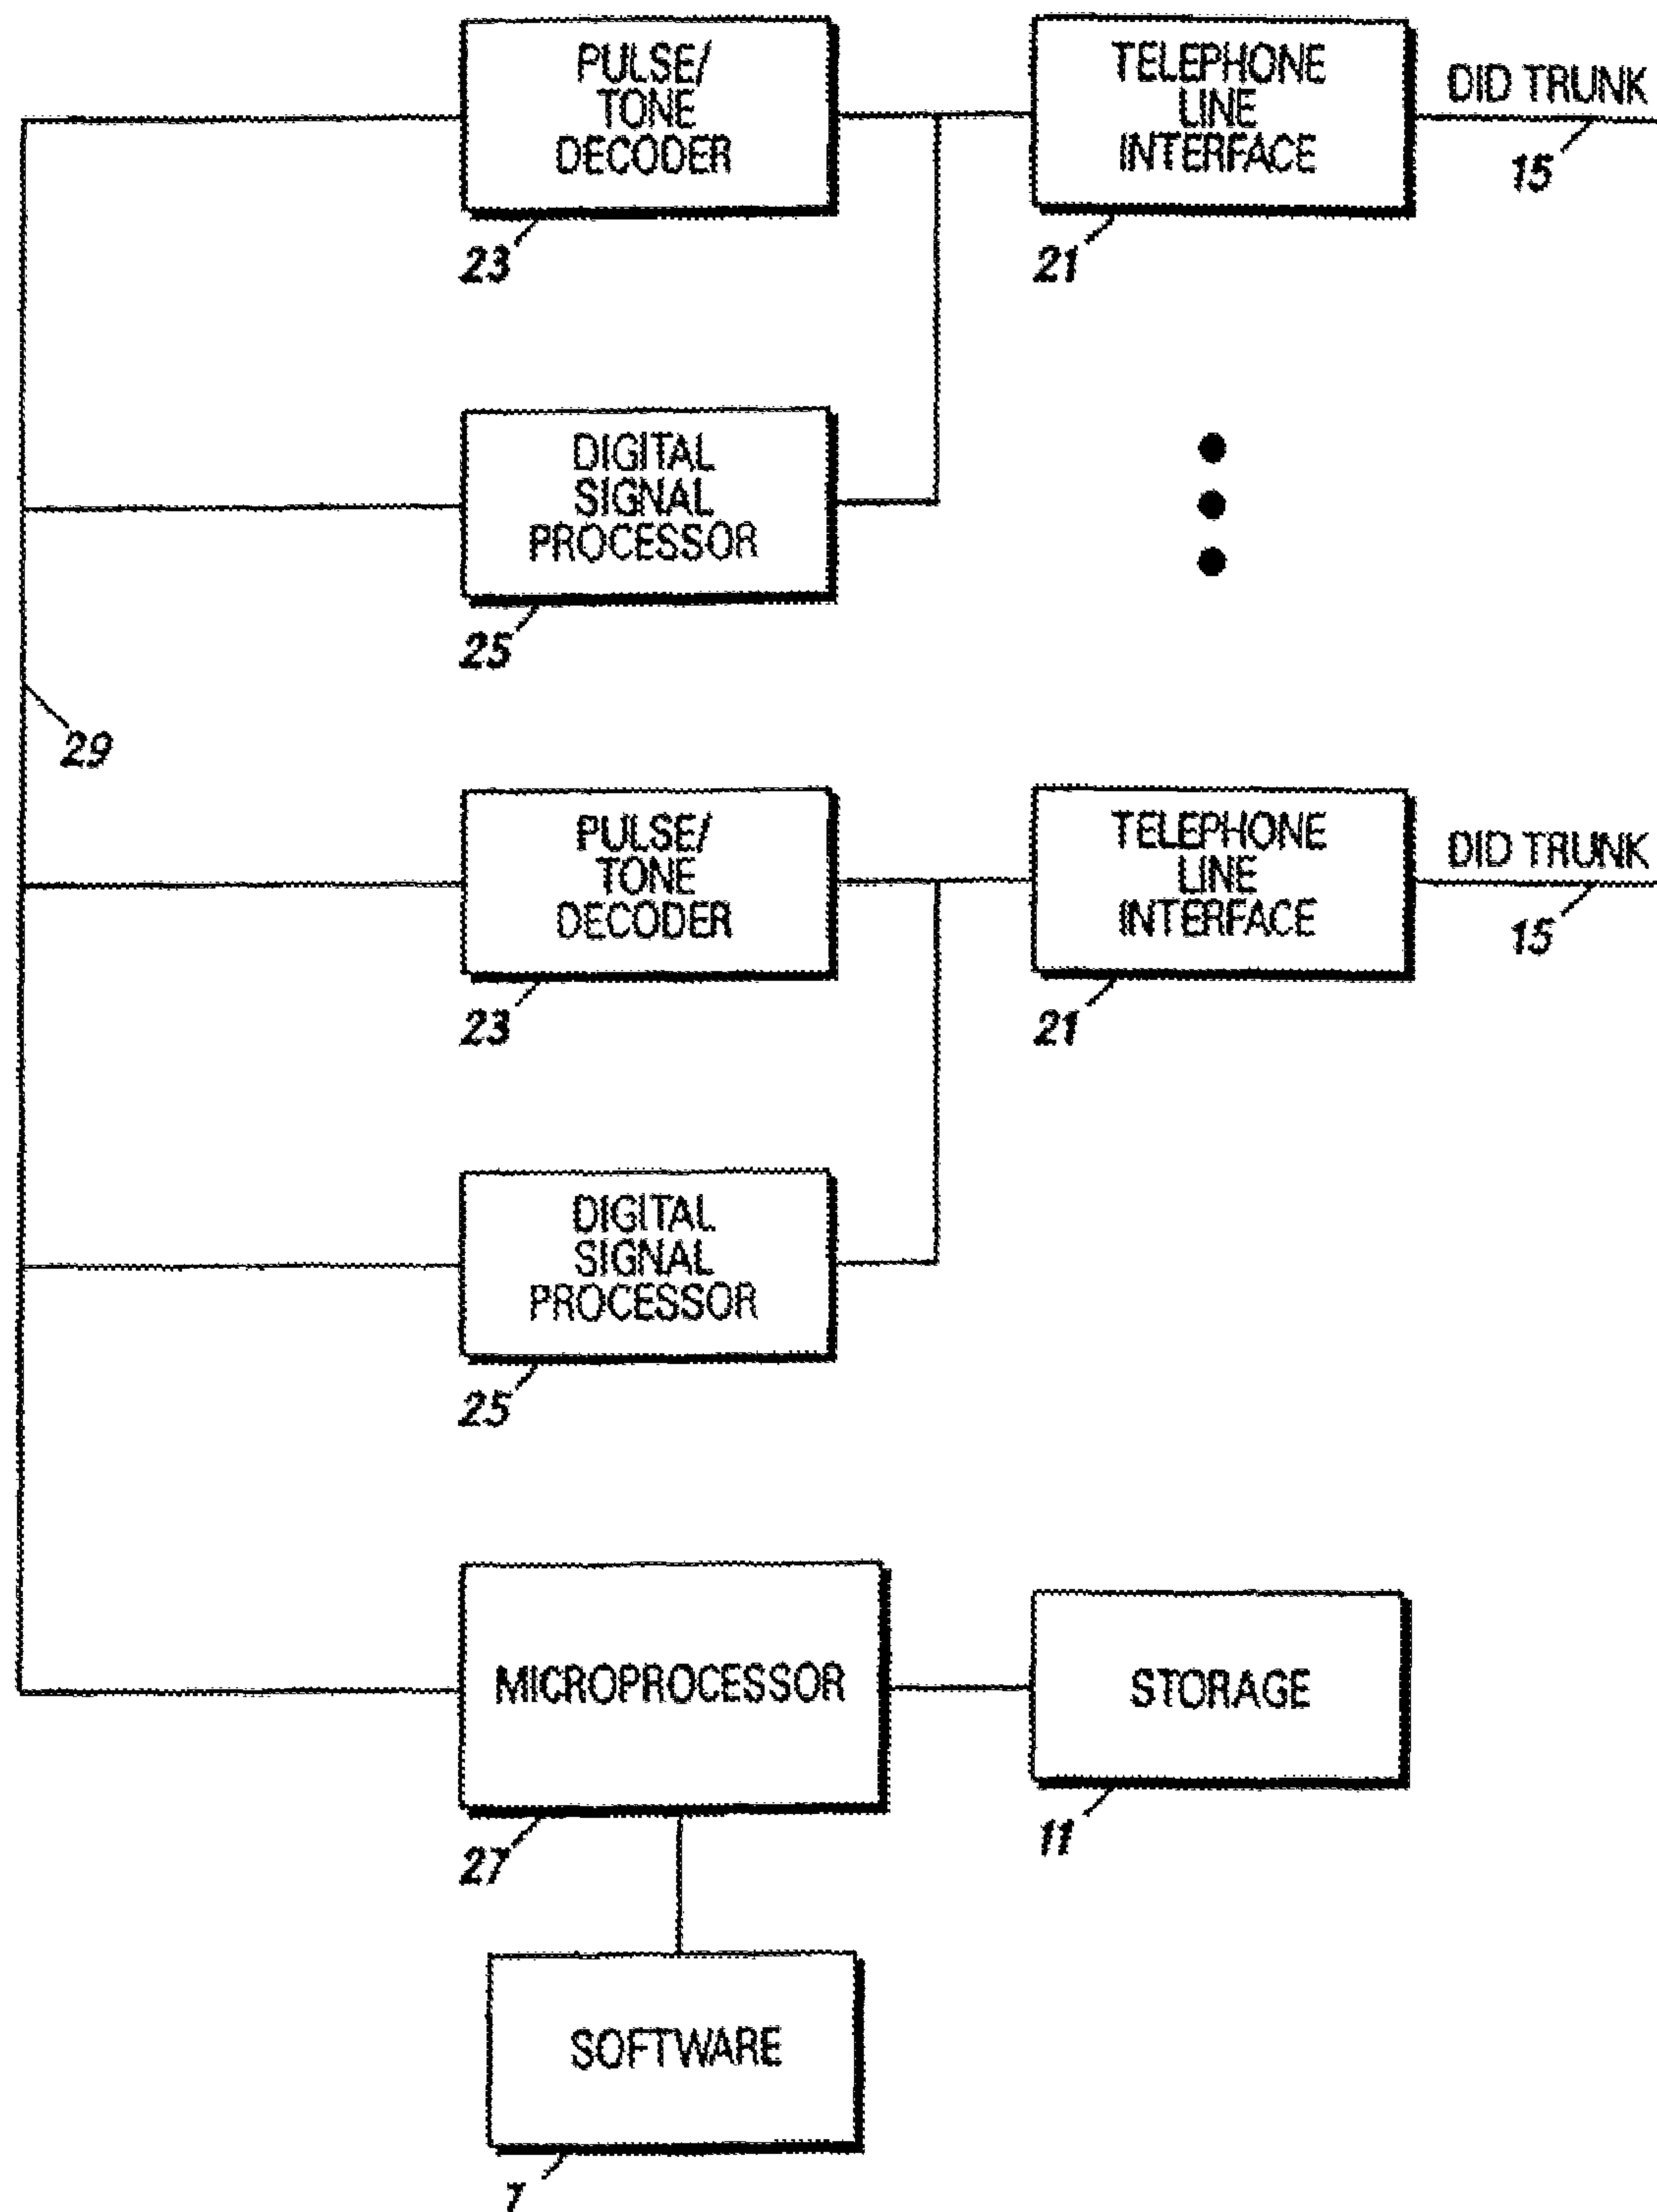 PULSE/
TONE
DECODER
23
TELEPHONE
LINE
INTERFACE
21
DID TRUNK
15
DIGITAL
SIGNAL
PROCESSOR
25
29
PULSE/
TONE
DECODER
23
TELEPHONE
LINE
INTERFACE
21
DID TRUNK
15
DIGITAL
SIGNAL
PROCESSOR
25
MICROPROCESSOR
27
STORAGE
11
SOFTWARE
7